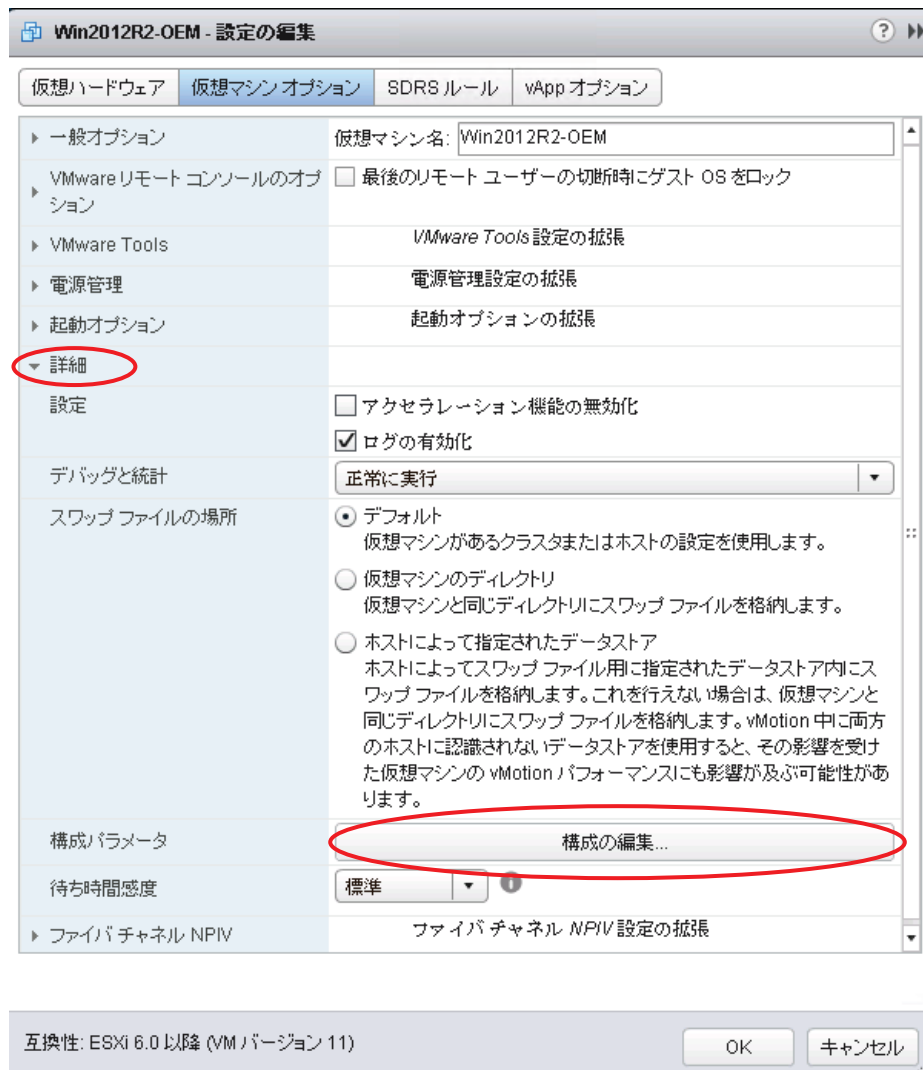 Win2012R2-OEM - 設定の編集
?
仮想ハードウェア 仮想マシン オプション SDRS ルール vApp オプション
一般オプション 仮想マシン名: Win2012R2-OEM
VMware リモート コンソールのオプ
ション
最後のリモート ユーザーの切断時にゲスト OS をロック
VMware Tools VMware Tools 設定の拡張
電源管理 電源管理設定の拡張
起動オプション 起動オプションの拡張
詳細
設定 アクセラレーション機能の無効化
ログの有効化
デバッグと統計 正常に実行
スワップ ファイルの場所 デフォルト
仮想マシンがあるクラスタまたはホストの設定を使用します。
仮想マシンのディレクトリ
仮想マシンと同じディレクトリにスワップ ファイルを格納します。
ホストによって指定されたデータストア
ホストによってスワップ ファイル用に指定されたデータストア内にス
ワップ ファイルを格納します。これを行えない場合は、仮想マシンと
同じディレクトリにスワップ ファイルを格納します。vMotion 中に両方
のホストに認識されないデータストアを使用すると、その影響を受け
た仮想マシンの vMotion パフォーマンスにも影響が及ぶ可能性があ
ります。
構成パラメータ 構成の編集...
待ち時間感度 標準
ファイバ チャネル NPIV ファイバ チャネル NPIV 設定の拡張
互換性: ESXi 6.0 以降 (VM バージョン 11) OK キャンセル